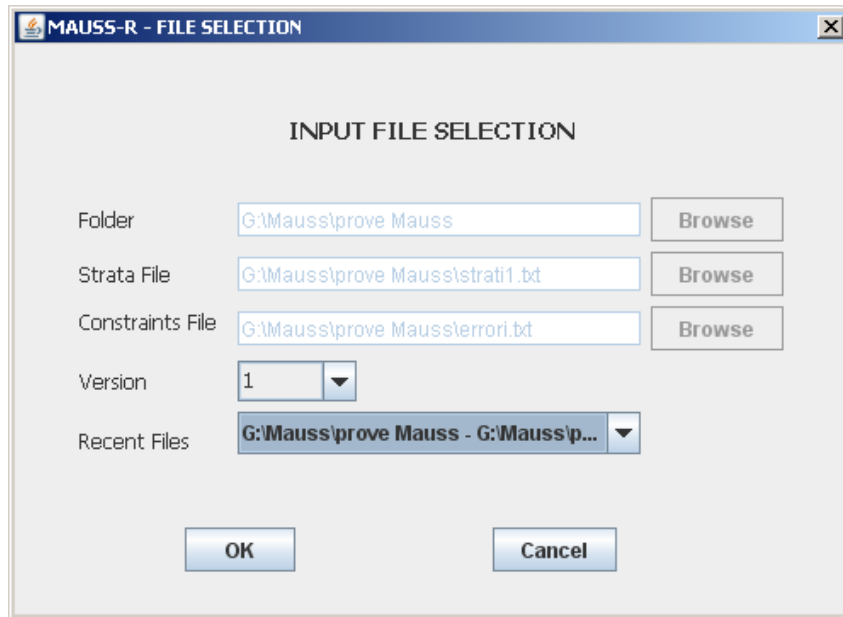 MAUSS-R - FILE SELECTION
INPUT FILE SELECTION
Folder G:\Mauss\prove Mauss Browse
Strata File G:\Mauss\prove Mauss\strati1.txt Browse
Constraints File G:\Mauss\prove Mauss\errori.txt Browse
Version 1
Recent Files G:\Mauss\prove Mauss - G:\Mauss\p...
OK Cancel